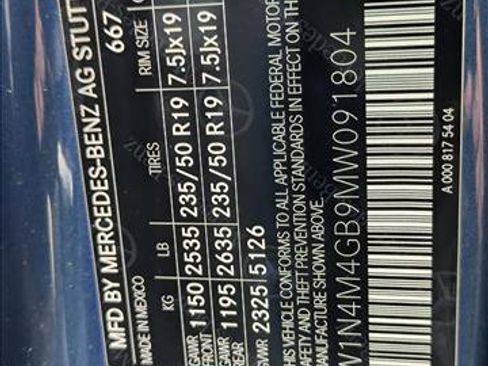 MFD BY MERCEDES-BENZ AG STUT
MADE IN MEXICO 667
KG LB TIRES RIM SIZE
GAWR FRONT 1150 2535 235/50 R19 7.5Jx19
GAWR REAR 1195 2635 235/50 R19 7.5Jx19
GVWR 2325 5126
THIS VEHICLE CONFORMS TO ALL APPLICABLE FEDERAL MOTOR
SAFETY AND THEFT PREVENTION STANDARDS IN EFFECT ON THE
MANUFACTURE SHOWN ABOVE.
W1N4M4GB9MW091804
A 000 817 54 04